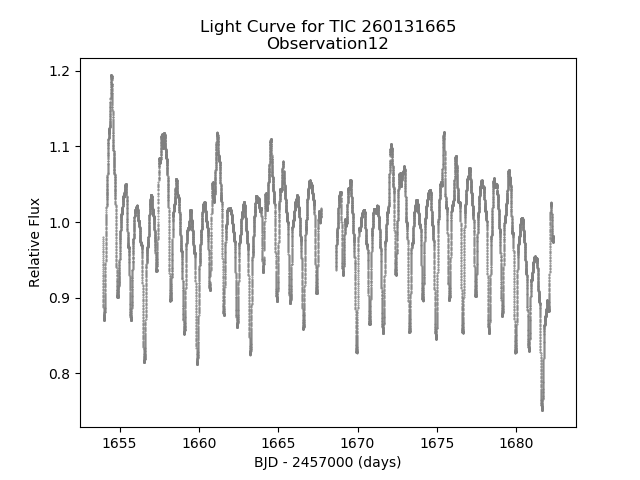 Light Curve for TIC 260131665
Observation12
Relative Flux
1.2
1.1
1.0
0.9
0.8
1655 1660 1665 1670 1675 1680
BJD - 2457000 (days)